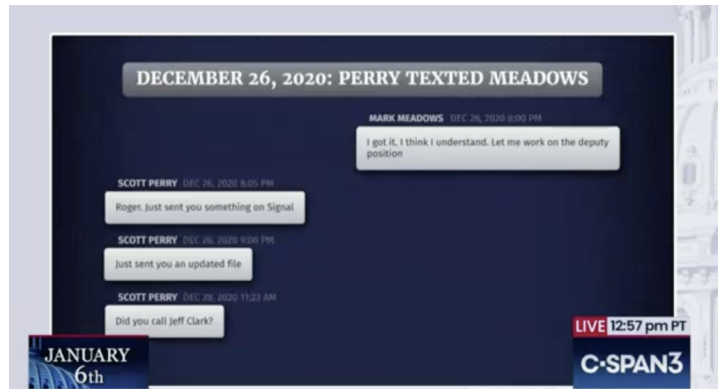 DECEMBER 26, 2020: PERRY TEXTED MEADOWS
MARK MEADOWS DEC 26, 2020 8:00 PM
I got it. I think I understand. Let me work on the deputy
position
SCOTT PERRY DEC 26, 2020 8:05 PM
Roger. Just sent you something on Signal
SCOTT PERRY DEC 26, 2020 9:00 PM
Just sent you an updated file
SCOTT PERRY DEC 28, 2020 11:23 AM
Did you call Jeff Clark?
LIVE 12:57 pm PT
JANUARY
6th
C·SPAN3